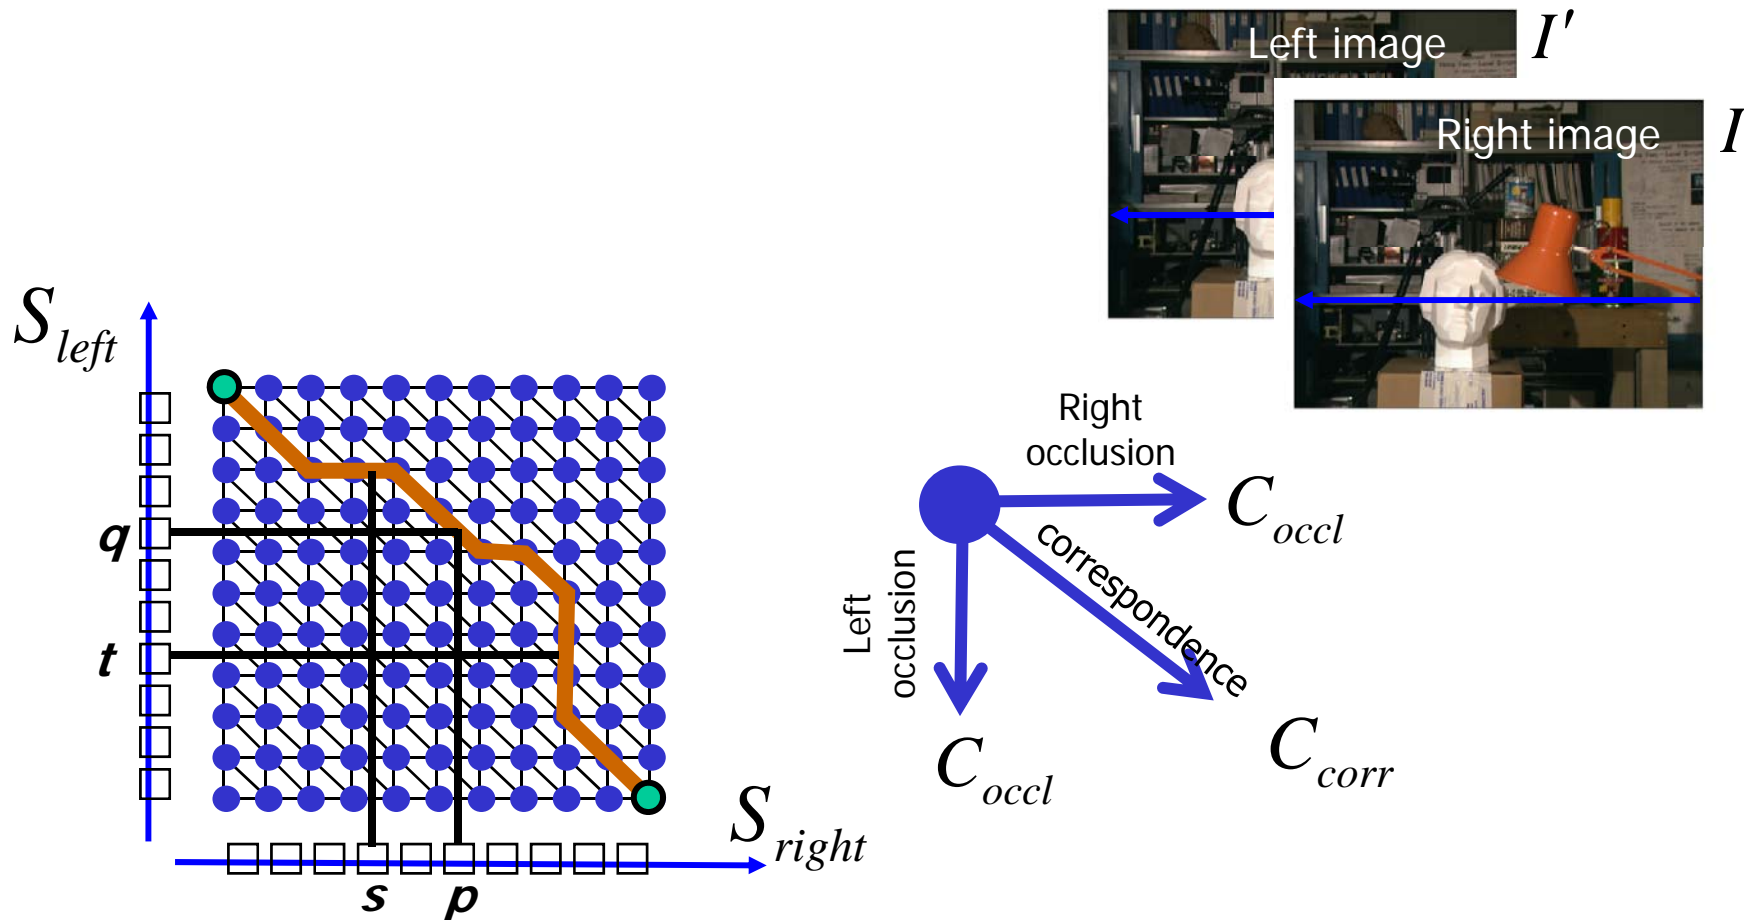 Left image
I'
Right image
I
S left
q
t
S right
s
p
Right
occlusion
C occl
correspondence
C corr
Left
occlusion
C occl